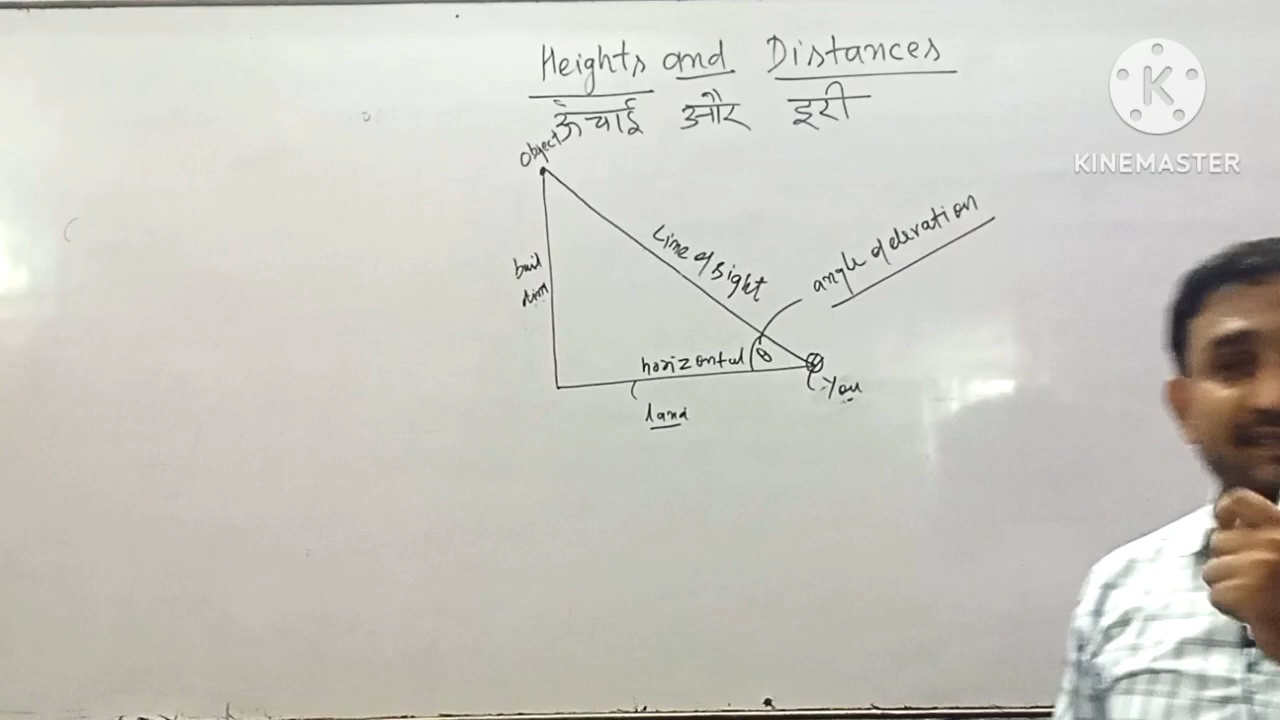 Heights and Distances
ऊँचाई और दूरी
object
Line of sight
angle of elevation
horizontal
θ
You
land
K
KINEMASTER